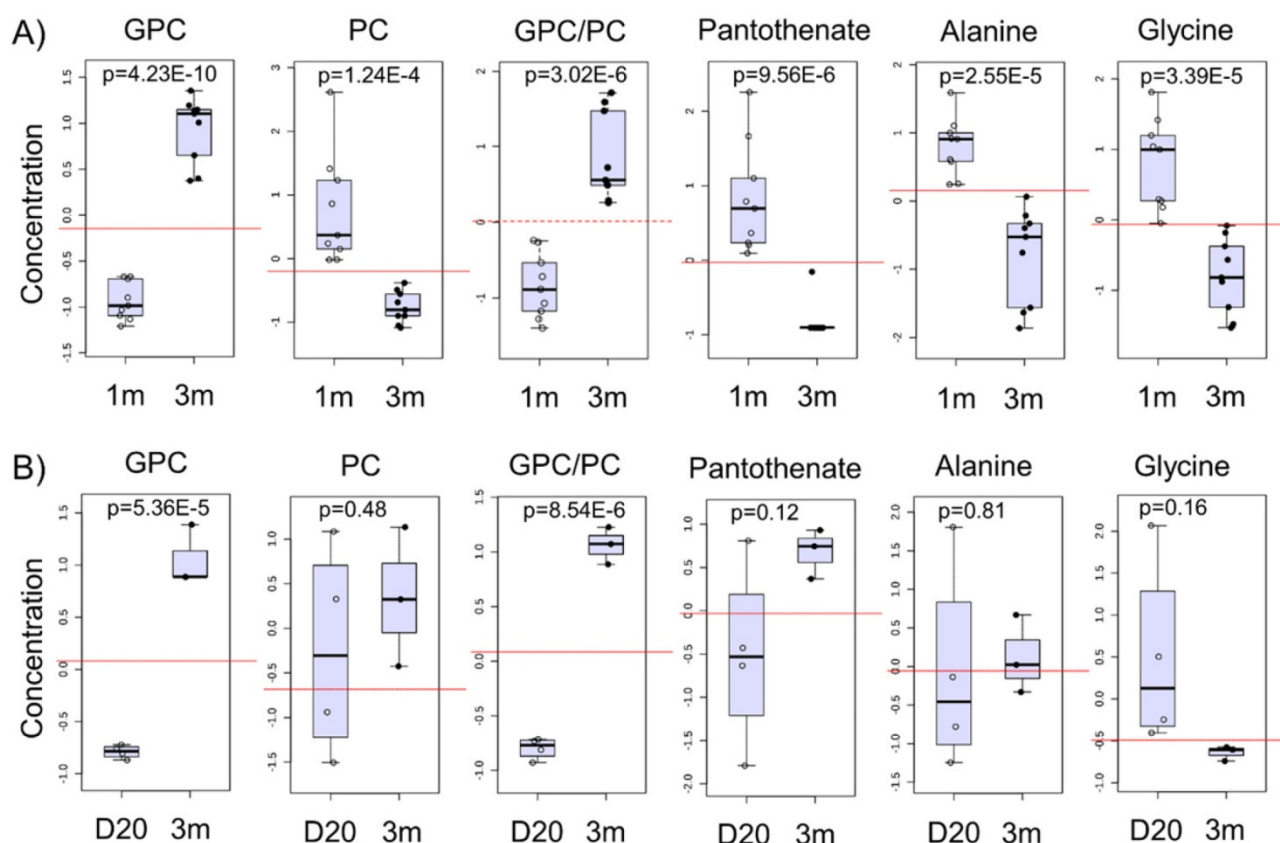 A)
GPC PC GPC/PC Pantothenate Alanine Glycine
p=4.23E-10 p=1.24E-4 p=3.02E-6 p=9.56E-6 p=2.55E-5 p=3.39E-5
Concentration
1.5 1.0 0.5 0.0 -0.5 -1.0 -1.5
3 2 1 0 -1
2 1 0 -1
2 1 0 -1
2 1 0 -1 -2
2 1 0 -1
1m 3m 1m 3m 1m 3m 1m 3m 1m 3m 1m 3m
B)
GPC PC GPC/PC Pantothenate Alanine Glycine
p=5.36E-5 p=0.48 p=8.54E-6 p=0.12 p=0.81 p=0.16
Concentration
1.5 1.0 0.5 0.0 -0.5 -1.0
1.0 0.5 0.0 -0.5 -1.0 -1.5
1.5 1.0 0.5 0.0 -0.5 -1.0
1.0 0.5 0.0 -0.5 -1.0 -1.5 -2.0
2.0 1.5 1.0 0.5 0.0 -0.5 -1.0 -1.5
2.0 1.5 1.0 0.5 0.0 -0.5 -1.0
D20 3m D20 3m D20 3m D20 3m D20 3m D20 3m